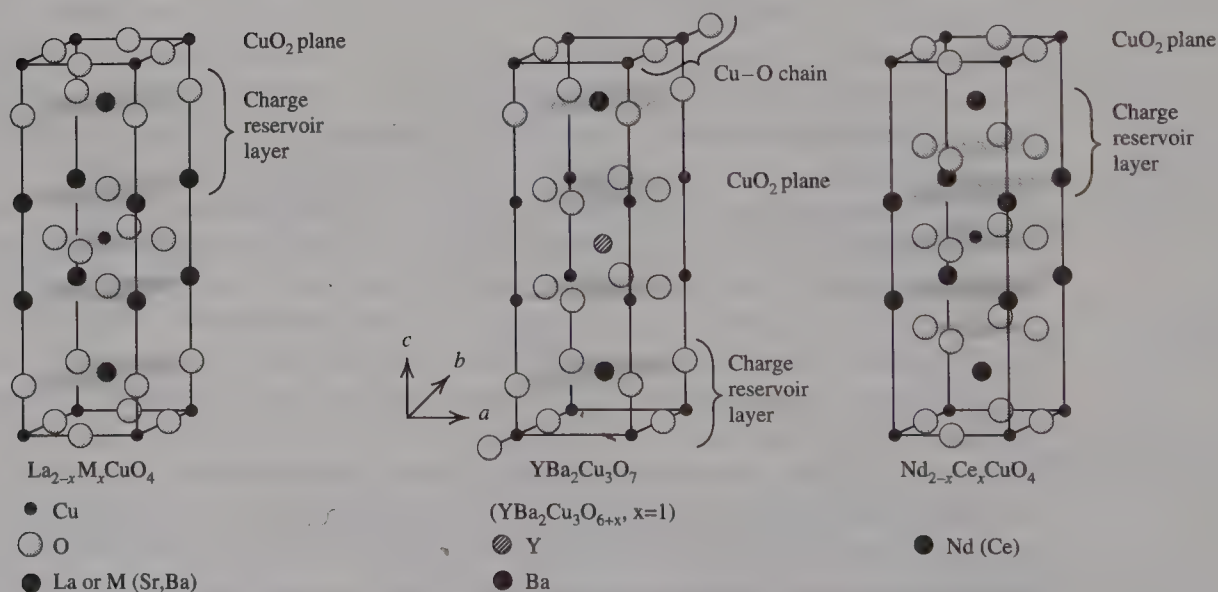 CuO₂ plane
Charge
reservoir
layer
La₂₋ₓMₓCuO₄
Cu
O
La or M (Sr,Ba)
c
b
a
Cu–O chain
CuO₂ plane
Charge
reservoir
layer
YBa₂Cu₃O₇
(YBa₂Cu₃O₆₊ₓ, x=1)
Y
Ba
CuO₂ plane
Charge
reservoir
layer
Nd₂₋ₓCeₓCuO₄
Nd (Ce)